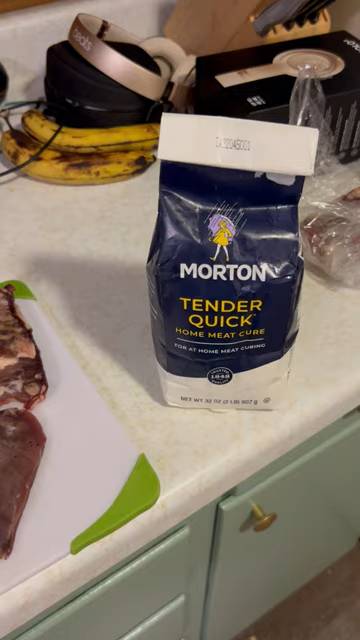 MORTON
TENDER
QUICK
HOME MEAT CURE
FOR AT HOME MEAT CURING
1848
NET WT 32 OZ (2 LB) 907 g